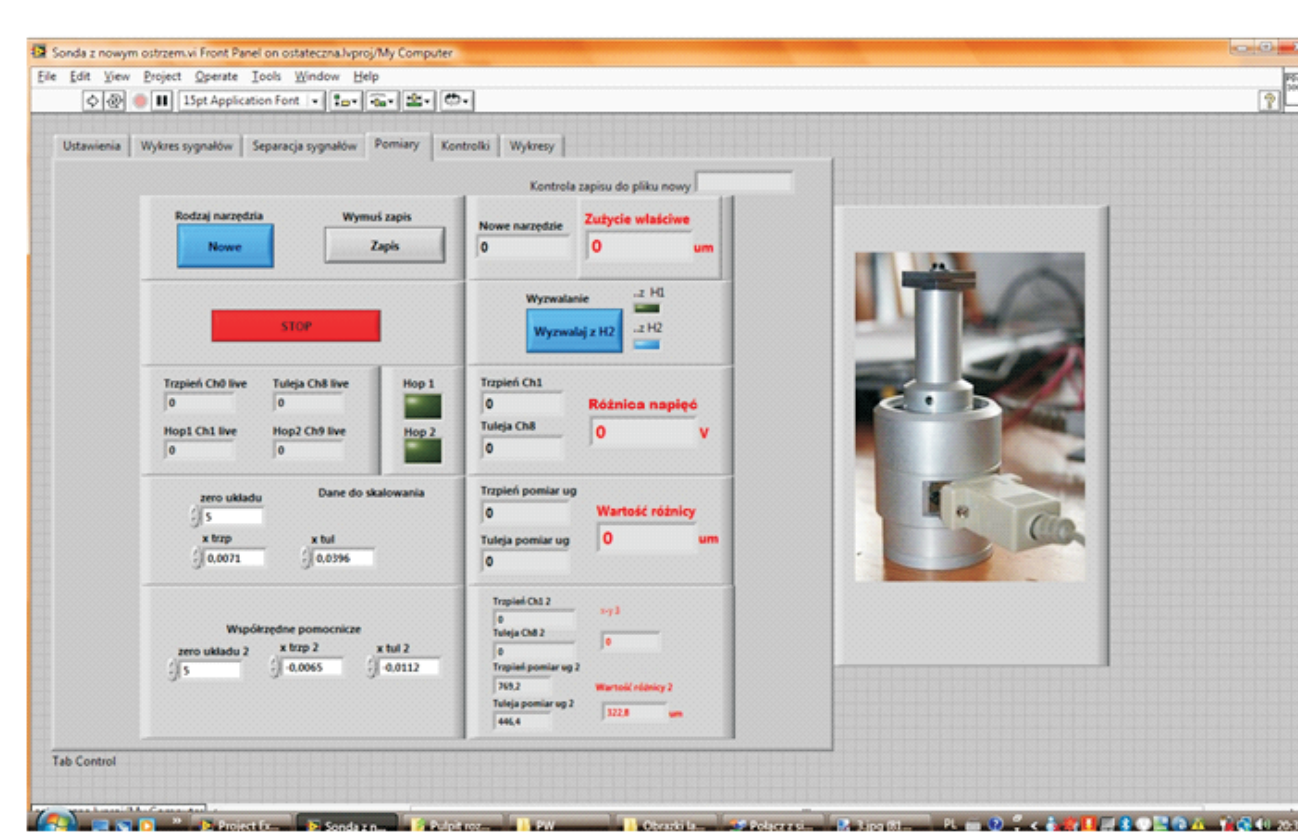 Sonda z nowym ostrzem.vi Front Panel on ostateczna.lvproj/My Computer
File Edit View Project Operate Tools Window Help
15pt Application Font
Ustawienia Wykres sygnałów Separacja sygnałów Pomiary Kontrolki Wykresy
Kontrola zapisu do pliku nowy
Rodzaj narzędzia Wymuś zapis
Nowe Zapis
Nowe narzędzie Zużycie właściwe
0 0 um
STOP
Wyzwalanie ..z H1
Wyzwalaj z H2 ..z H2
Trzpień Ch0 live Tuleja Ch8 live Hop 1
0 0
Hop1 Ch1 live Hop2 Ch9 live Hop 2
0 0
Trzpień Ch1
0 Różnica napięć
Tuleja Ch8 0 V
0
zero układu Dane do skalowania
5
x trzp x tul
0,0071 0,0396
Trzpień pomiar ug
0 Wartość różnicy
Tuleja pomiar ug 0 um
0
Współrzędne pomocnicze
zero układu 2 x trzp 2 x tul 2
5 -0,0065 -0,0112
Trzpień Ch1 2
0
Tuleja Ch8 2
0 0
Trzpień pomiar ug 2
769,2 Wartość różnicy 2
Tuleja pomiar ug 2 322,8 um
446,4
Tab Control
Project Ex... Sonda z n... Pulpit roz... PW Obrazki la... Połącz z si... 3.jpg (81... PL